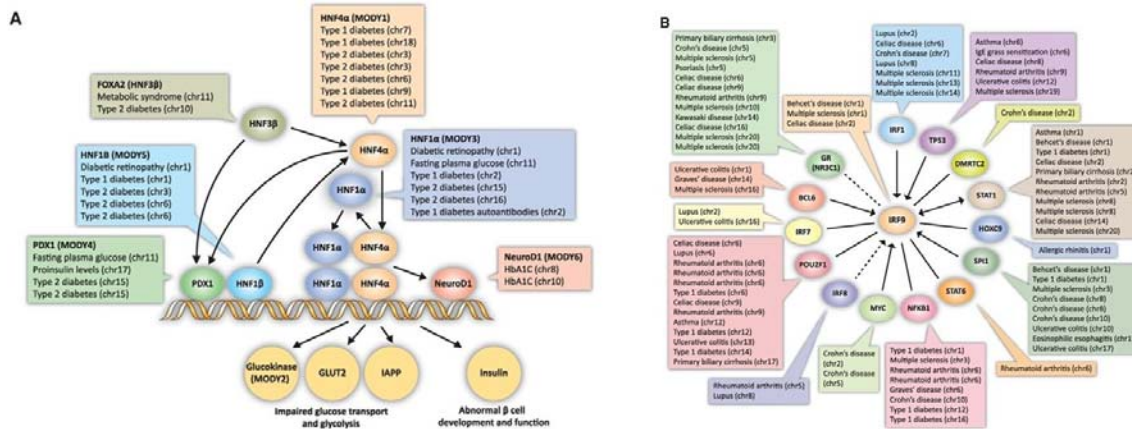 A
HNF4α (MODY1)
Type 1 diabetes (chr7)
Type 1 diabetes (chr18)
Type 2 diabetes (chr3)
Type 2 diabetes (chr3)
Type 2 diabetes (chr6)
Type 1 diabetes (chr9)
Type 2 diabetes (chr11)
FOXA2 (HNF3β)
Metabolic syndrome (chr11)
Type 2 diabetes (chr10)
HNF3β
HNF4α
HNF1α (MODY3)
Diabetic retinopathy (chr1)
Fasting plasma glucose (chr11)
Type 1 diabetes (chr2)
Type 2 diabetes (chr15)
Type 2 diabetes (chr16)
Type 1 diabetes autoantibodies (chr2)
HNF1B (MODY5)
Diabetic retinopathy (chr1)
Type 1 diabetes (chr1)
Type 2 diabetes (chr3)
Type 2 diabetes (chr6)
Type 2 diabetes (chr6)
HNF1α
PDX1 (MODY4)
Fasting plasma glucose (chr11)
Proinsulin levels (chr17)
Type 2 diabetes (chr15)
Type 2 diabetes (chr15)
HNF1α
HNF4α
NeuroD1 (MODY6)
HbA1C (chr8)
HbA1C (chr10)
PDX1
HNF1β
HNF1α
HNF4α
NeuroD1
Glucokinase
(MODY2)
GLUT2
IAPP
Insulin
Impaired glucose transport
and glycolysis
Abnormal β cell
development and function
B
Primary biliary cirrhosis (chr3)
Crohn's disease (chr5)
Multiple sclerosis (chr5)
Psoriasis (chr5)
Celiac disease (chr6)
Celiac disease (chr9)
Rheumatoid arthritis (chr9)
Multiple sclerosis (chr10)
Kawasaki disease (chr14)
Celiac disease (chr16)
Multiple sclerosis (chr20)
Multiple sclerosis (chr20)
Behcet's disease (chr1)
Multiple sclerosis (chr1)
Celiac disease (chr2)
Lupus (chr2)
Celiac disease (chr6)
Crohn's disease (chr7)
Lupus (chr8)
Multiple sclerosis (chr11)
Multiple sclerosis (chr13)
Multiple sclerosis (chr14)
Asthma (chr8)
IgE grass sensitization (chr6)
Celiac disease (chr8)
Rheumatoid arthritis (chr9)
Ulcerative colitis (chr12)
Multiple sclerosis (chr19)
Crohn's disease (chr2)
IRF1
TP53
DMRTC2
GR
(NR3C1)
Ulcerative colitis (chr1)
Graves' disease (chr14)
Multiple sclerosis (chr16)
BCL6
STAT1
Asthma (chr1)
Behcet's disease (chr1)
Type 1 diabetes (chr1)
Celiac disease (chr2)
Primary biliary cirrhosis (chr2)
Rheumatoid arthritis (chr2)
Rheumatoid arthritis (chr5)
Multiple sclerosis (chr8)
Multiple sclerosis (chr8)
Celiac disease (chr14)
Multiple sclerosis (chr20)
Lupus (chr2)
Ulcerative colitis (chr16)
IRF7
IRF9
HOXC9
Allergic rhinitis (chr1)
Celiac disease (chr6)
Lupus (chr6)
Rheumatoid arthritis (chr6)
Rheumatoid arthritis (chr6)
Rheumatoid arthritis (chr6)
Type 1 diabetes (chr6)
Celiac disease (chr9)
Rheumatoid arthritis (chr9)
Asthma (chr12)
Type 1 diabetes (chr12)
Ulcerative colitis (chr13)
Type 1 diabetes (chr14)
Primary biliary cirrhosis (chr17)
POU2F1
SPI1
Behcet's disease (chr1)
Type 1 diabetes (chr1)
Multiple sclerosis (chr3)
Crohn's disease (chr8)
Crohn's disease (chr8)
Crohn's disease (chr10)
Ulcerative colitis (chr10)
Ulcerative colitis (chr17)
IRF8
MYC
NFKB1
STAT6
Rheumatoid arthritis (chr5)
Lupus (chr8)
Crohn's disease
(chr2)
Crohn's disease
(chr5)
Type 1 diabetes (chr1)
Multiple sclerosis (chr3)
Rheumatoid arthritis (chr6)
Rheumatoid arthritis (chr6)
Graves' disease (chr6)
Crohn's disease (chr10)
Type 1 diabetes (chr12)
Type 1 diabetes (chr16)
Rheumatoid arthritis (chr6)